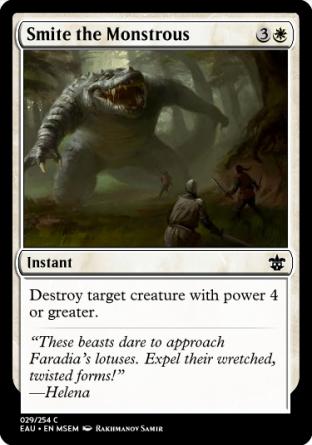 Smite the Monstrous 3
Instant
Destroy target creature with power 4
or greater.
“These beasts dare to approach
Faradia’s lotuses. Expel their wretched,
twisted forms!”
—Helena
029/254 C
EAU • EN MSEM Rakhmanov Samir